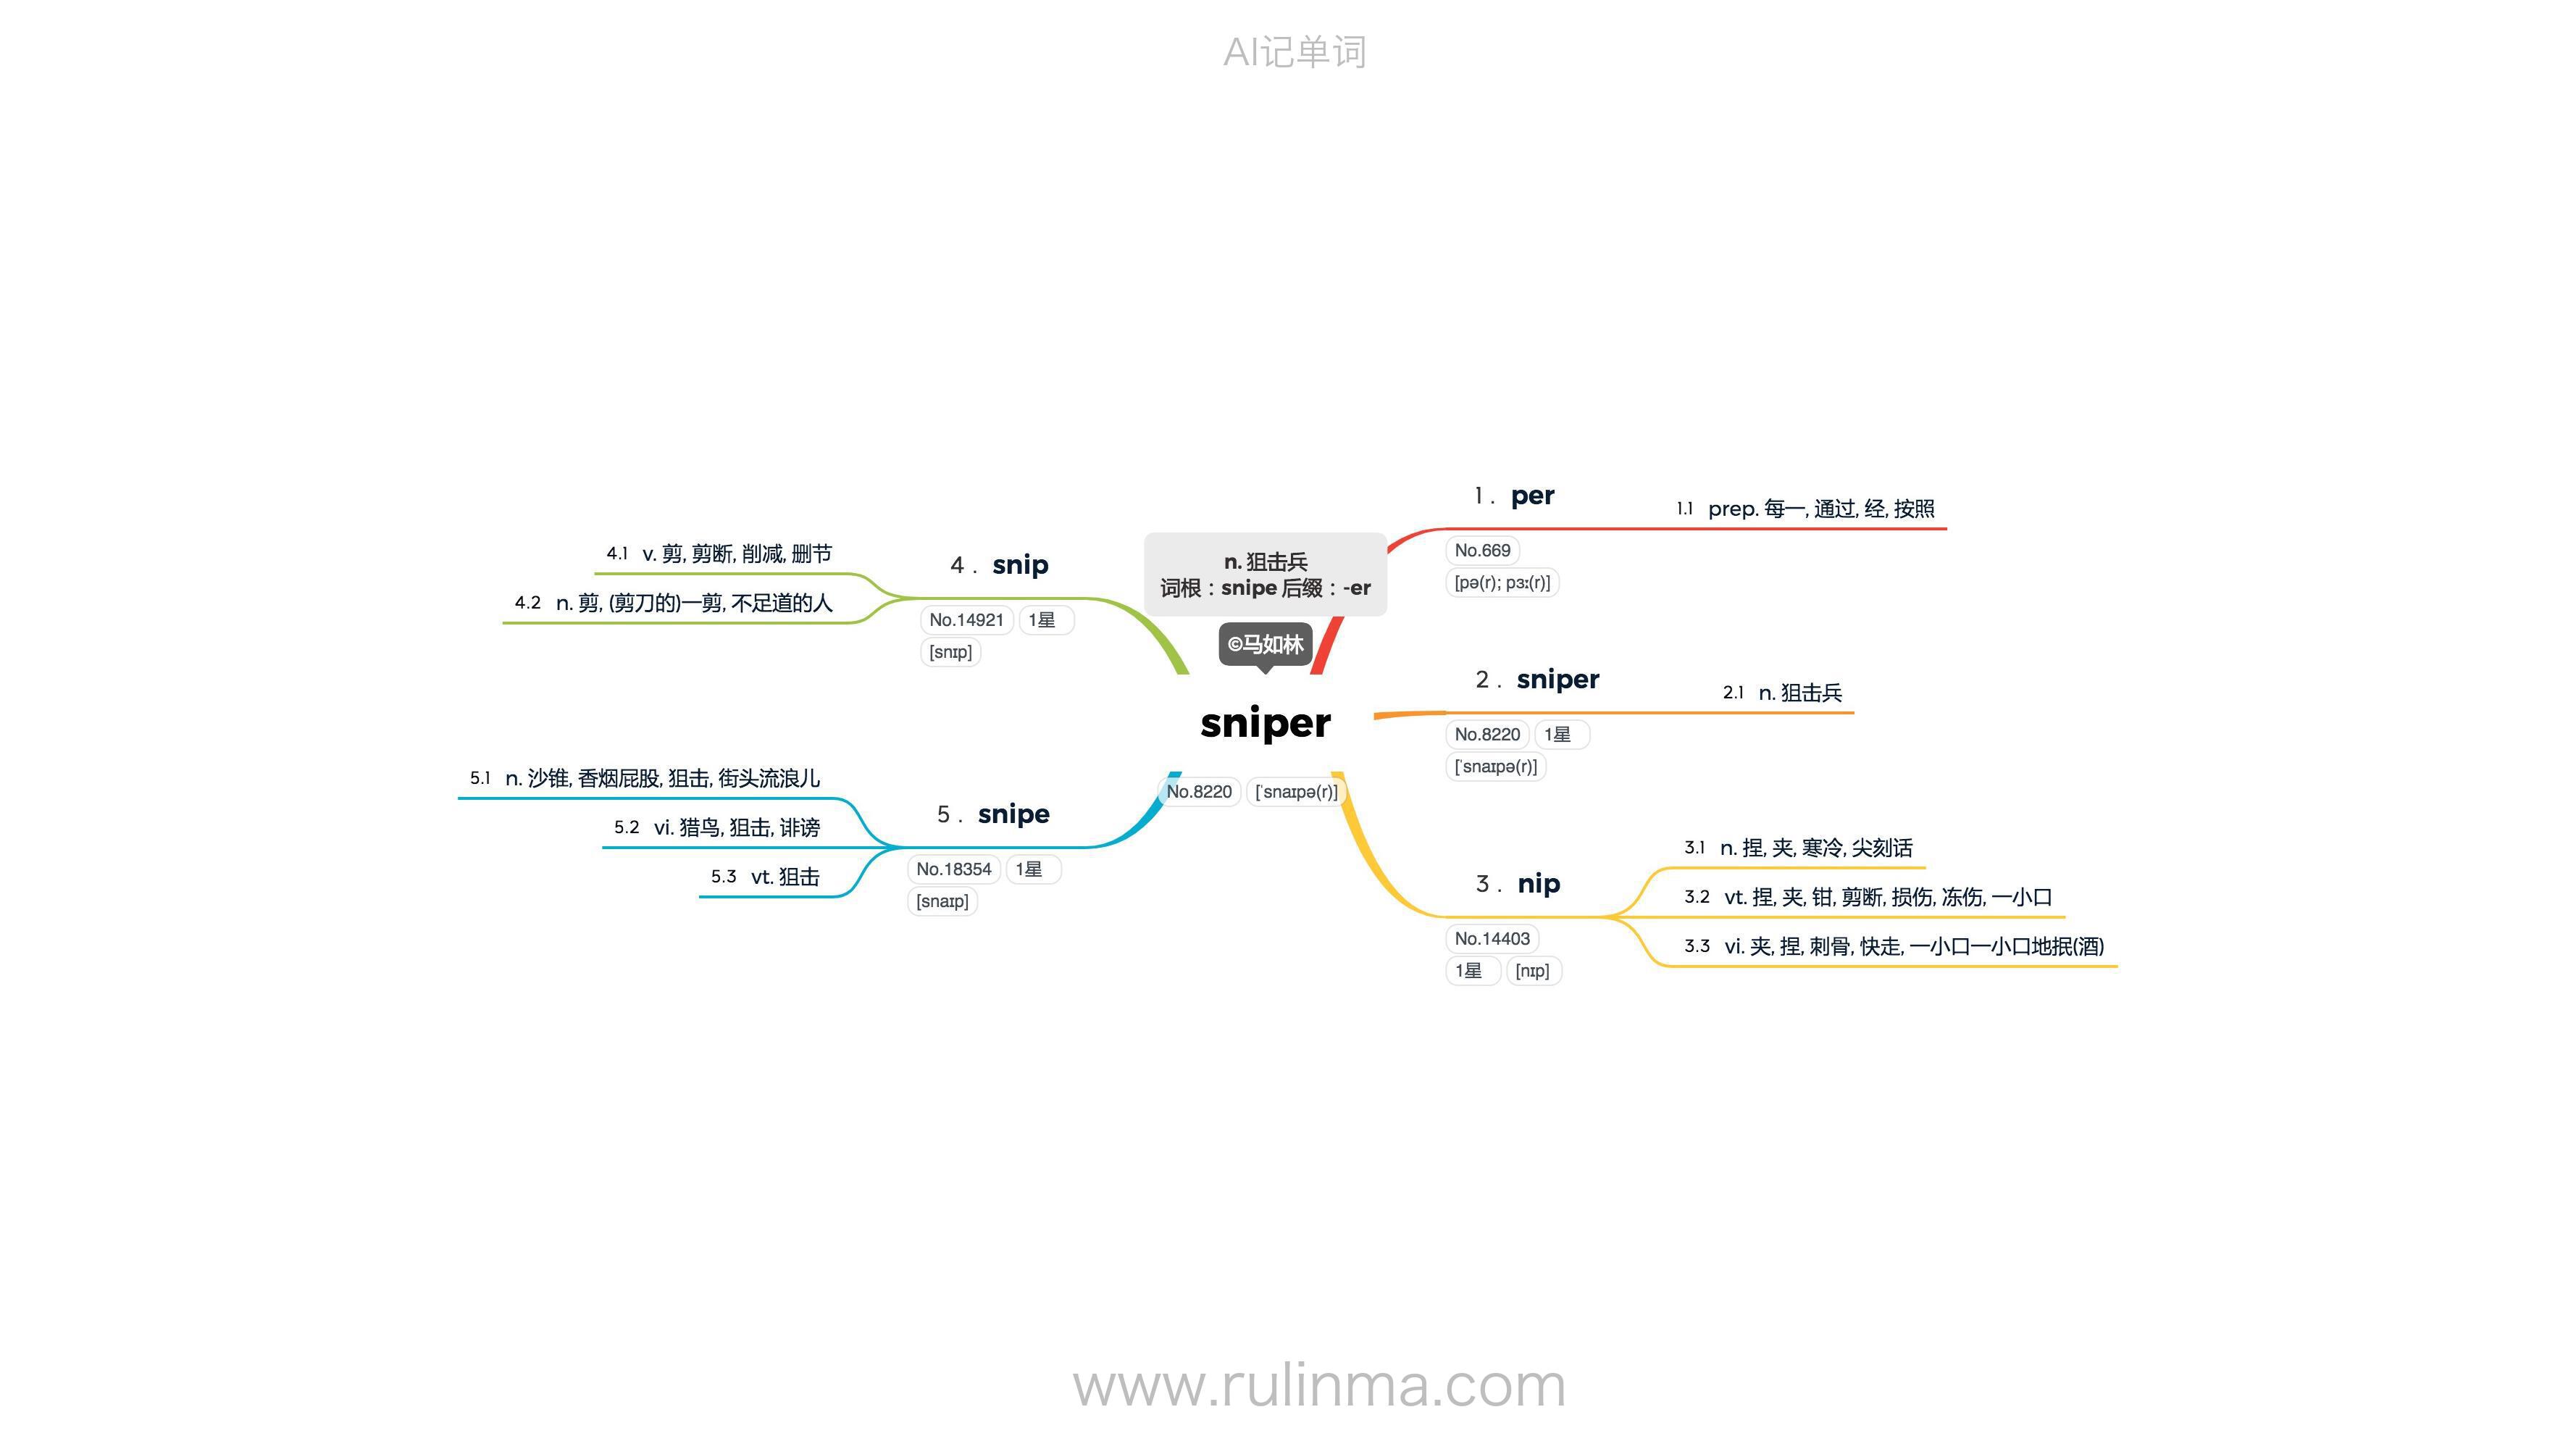 AI记单词
n. 狙击兵
词根：snipe 后缀：-er
©马如林
sniper
No.8220 [ˈsnaɪpə(r)]
1. per
No.669
[pə(r); pɜː(r)]
1.1 prep. 每一, 通过, 经, 按照
2. sniper
No.8220 1星
[ˈsnaɪpə(r)]
2.1 n. 狙击兵
3. nip
No.14403
1星 [nɪp]
3.1 n. 捏, 夹, 寒冷, 尖刻话
3.2 vt. 捏, 夹, 钳, 剪断, 损伤, 冻伤, 一小口
3.3 vi. 夹, 捏, 刺骨, 快走, 一小口一小口地抿(酒)
4. snip
No.14921 1星
[snɪp]
4.1 v. 剪, 剪断, 削减, 删节
4.2 n. 剪, (剪刀的)一剪, 不足道的人
5. snipe
No.18354 1星
[snaɪp]
5.1 n. 沙锥, 香烟屁股, 狙击, 街头流浪儿
5.2 vi. 猎鸟, 狙击, 诽谤
5.3 vt. 狙击
www.rulinma.com